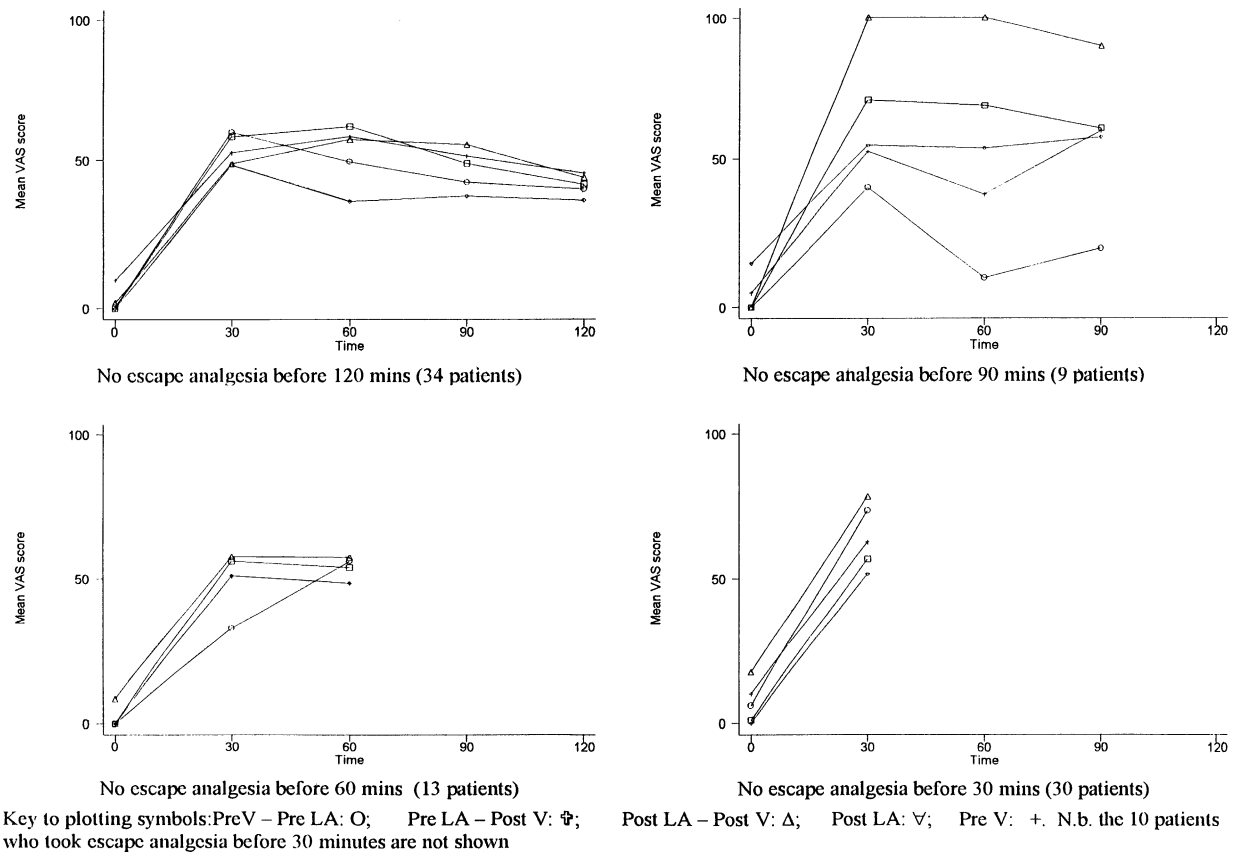 100
50
0
Mean VAS score
0 30 60 90 120
Time
No escape analgesia before 120 mins (34 patients)
100
50
0
Mean VAS score
0 30 60 90 120
Time
No escape analgesia before 90 mins (9 patients)
100
50
0
Mean VAS score
0 30 60 90 120
Time
No escape analgesia before 60 mins (13 patients)
100
50
0
Mean VAS score
0 30 60 90 120
Time
No escape analgesia before 30 mins (30 patients)
Key to plotting symbols:PreV – Pre LA: O; Pre LA – Post V: ✞; Post LA – Post V: Δ; Post LA: ∀; Pre V: +. N.b. the 10 patients
who took escape analgesia before 30 minutes are not shown